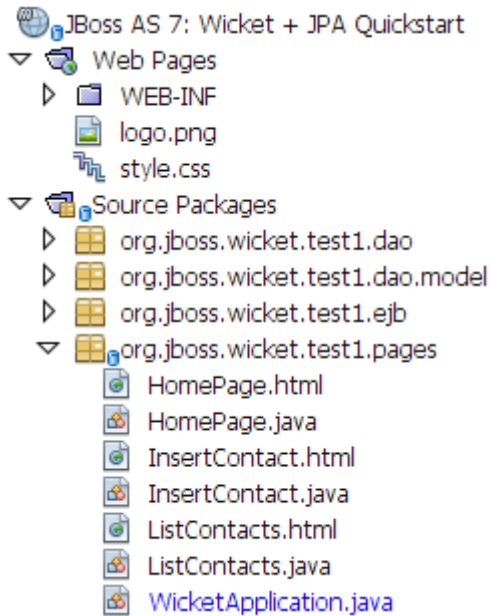 JBoss AS 7: Wicket + JPA Quickstart
Web Pages
WEB-INF
logo.png
style.css
Source Packages
org.jboss.wicket.test1.dao
org.jboss.wicket.test1.dao.model
org.jboss.wicket.test1.ejb
org.jboss.wicket.test1.pages
HomePage.html
HomePage.java
InsertContact.html
InsertContact.java
ListContacts.html
ListContacts.java
WicketApplication.java